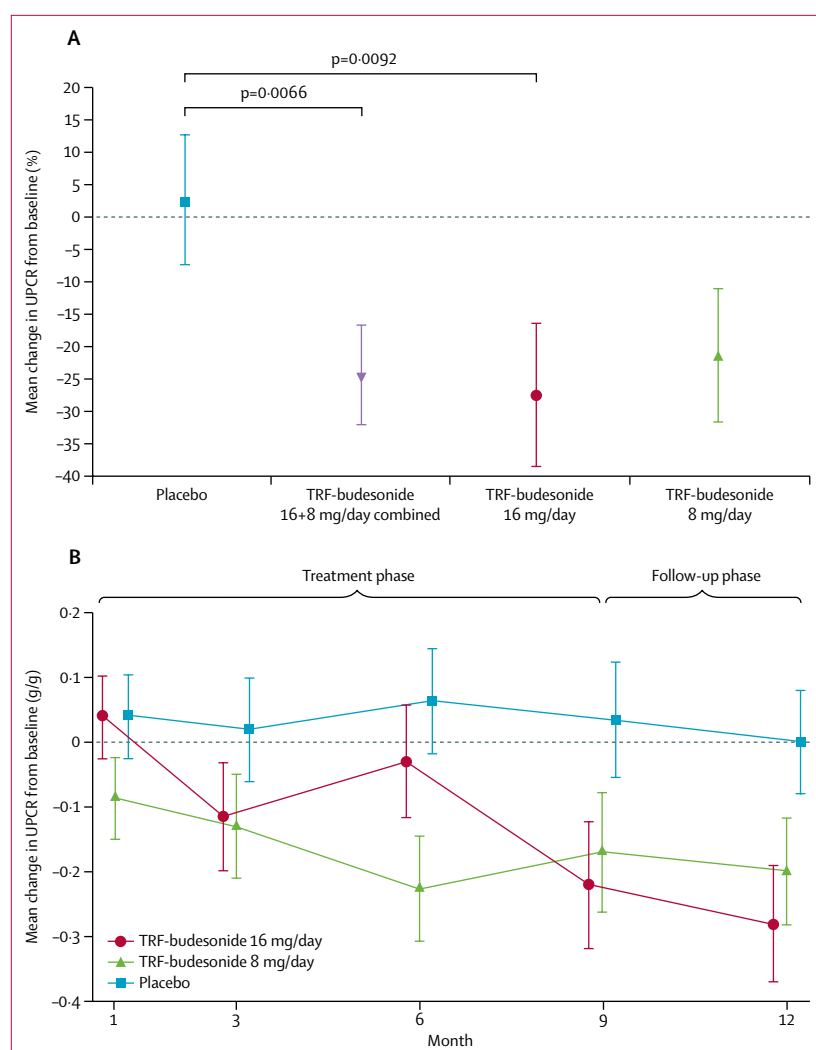 A
p=0·0092
p=0·0066
20
15
10
5
0
–5
–10
–15
–20
–25
–30
–35
–40
Mean change in UPCR from baseline (%)
Placebo
TRF-budesonide
16+8 mg/day combined
TRF-budesonide
16 mg/day
TRF-budesonide
8 mg/day
B
Treatment phase
Follow-up phase
0·2
0·1
0
–0·1
–0·2
–0·3
–0·4
Mean change in UPCR from baseline (g/g)
TRF-budesonide 16 mg/day
TRF-budesonide 8 mg/day
Placebo
1
3
6
9
12
Month